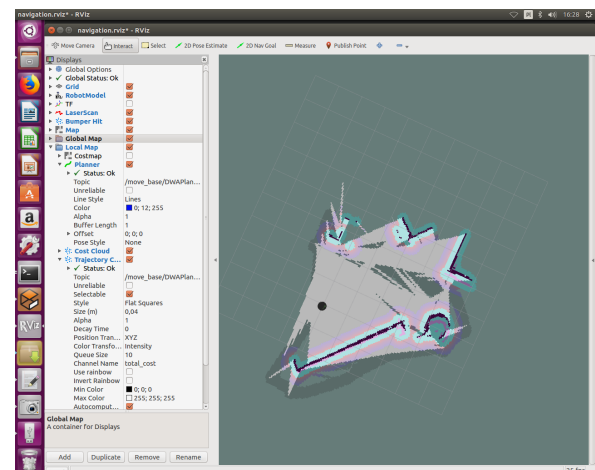 navigation.rviz* - RViz
16:28
navigation.rviz* - RViz
Move Camera Interact Select 2D Pose Estimate 2D Nav Goal Measure Publish Point
Displays
Global Options
Global Status: Ok
Grid
RobotModel
TF
LaserScan
Bumper Hit
Map
Global Map
Local Map
Costmap
Planner
Status: Ok
Topic /move_base/DWAPlan...
Unreliable
Line Style Lines
Color 0; 12; 255
Alpha 1
Buffer Length 1
Offset 0; 0; 0
Pose Style None
Cost Cloud
Trajectory C...
Status: Ok
Topic /move_base/DWAPlan...
Unreliable
Selectable
Style Flat Squares
Size (m) 0,04
Alpha 1
Decay Time 0
Position Tran... XYZ
Color Transfo... Intensity
Queue Size 10
Channel Name total_cost
Use rainbow
Invert Rainbow
Min Color 0; 0; 0
Max Color 255; 255; 255
Autocomput...
Global Map
A container for Displays
Add Duplicate Remove Rename
RViz
a